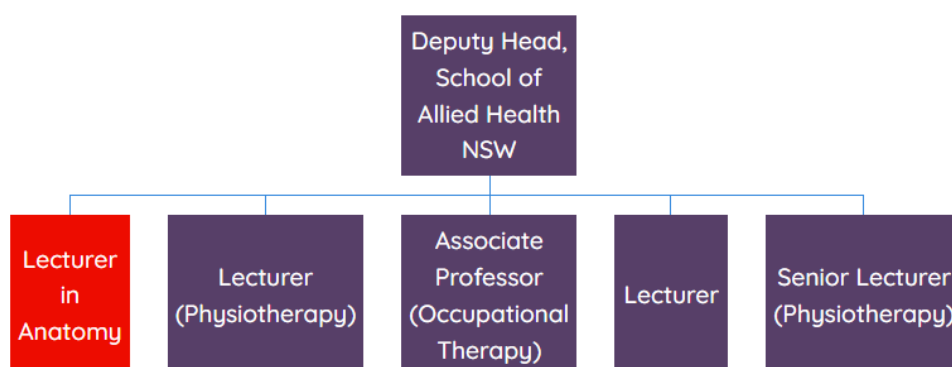 Deputy Head,
School of
Allied Health
NSW
Lecturer
in
Anatomy
Lecturer
(Physiotherapy)
Associate
Professor
(Occupational
Therapy)
Lecturer
Senior Lecturer
(Physiotherapy)